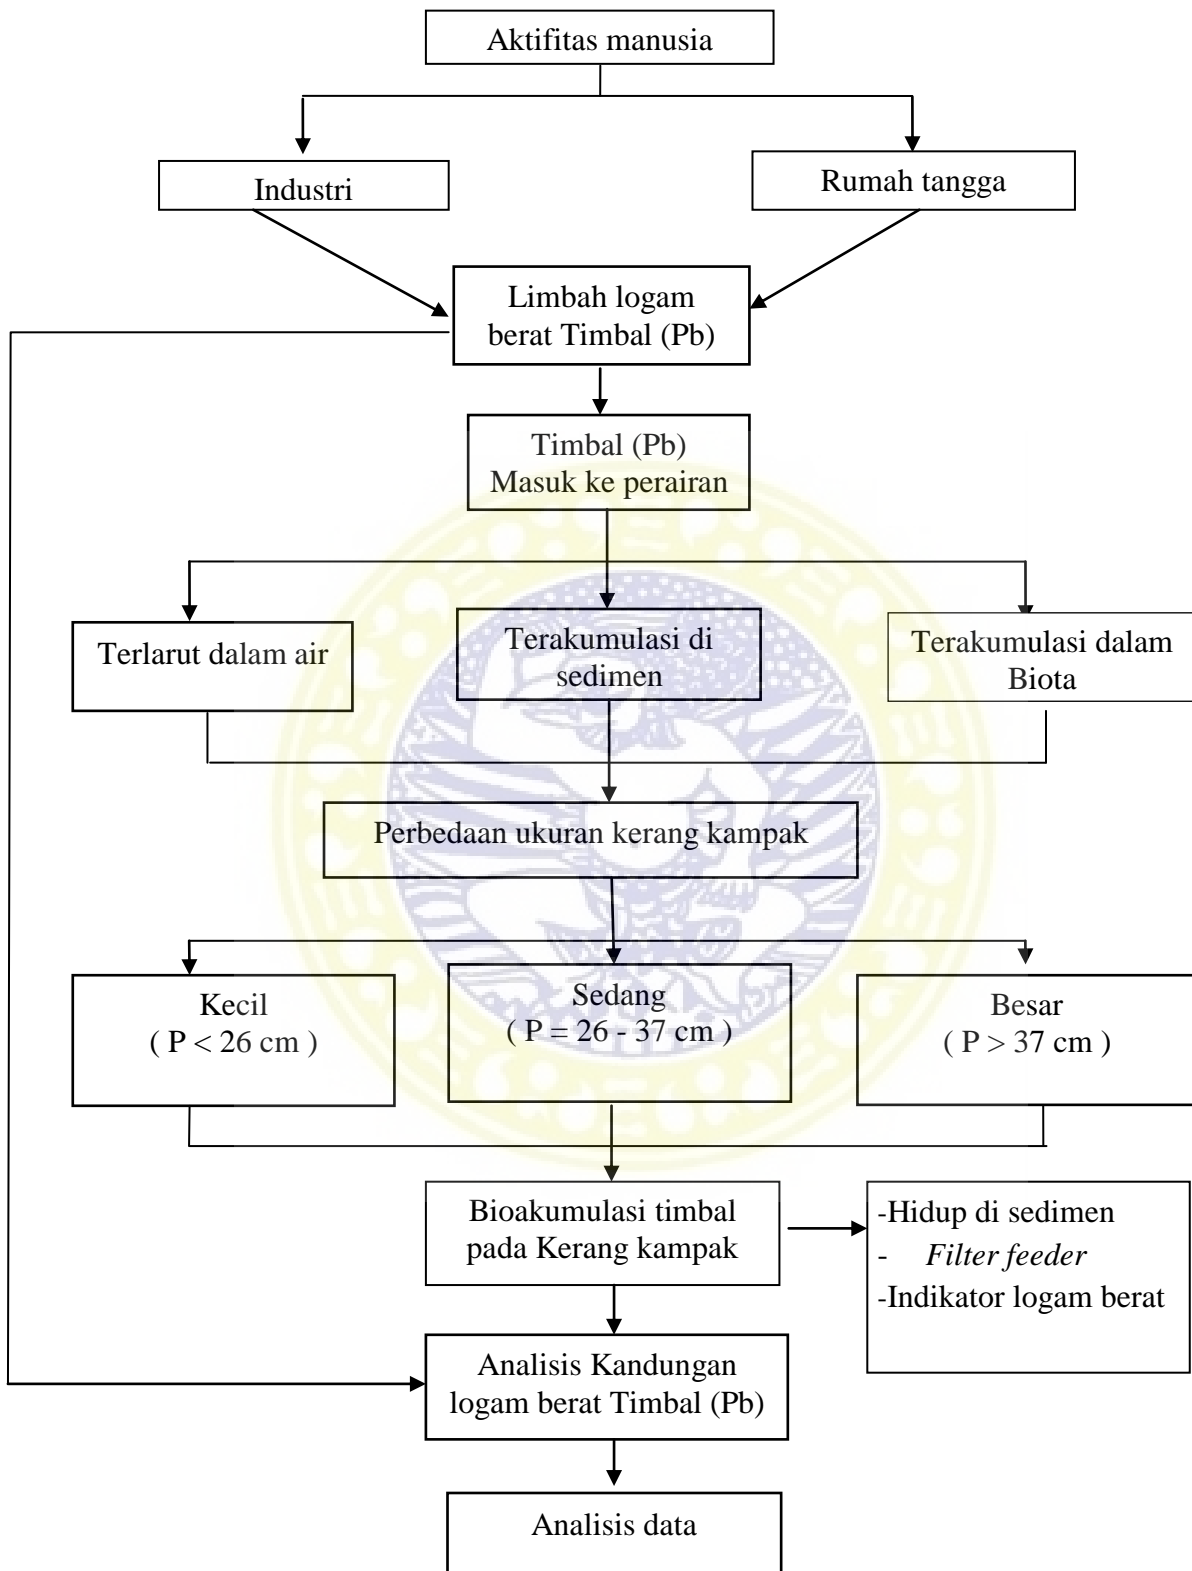 Aktifitas manusia
Industri
Rumah tangga
Limbah logam
berat Timbal (Pb)
Timbal (Pb)
Masuk ke perairan
Terlarut dalam air
Terakumulasi di
sedimen
Terakumulasi dalam
Biota
Perbedaan ukuran kerang kampak
Kecil
( P < 26 cm )
Sedang
( P = 26 - 37 cm )
Besar
( P > 37 cm )
Bioakumulasi timbal
pada Kerang kampak
-Hidup di sedimen
- Filter feeder
-Indikator logam berat
Analisis Kandungan
logam berat Timbal (Pb)
Analisis data